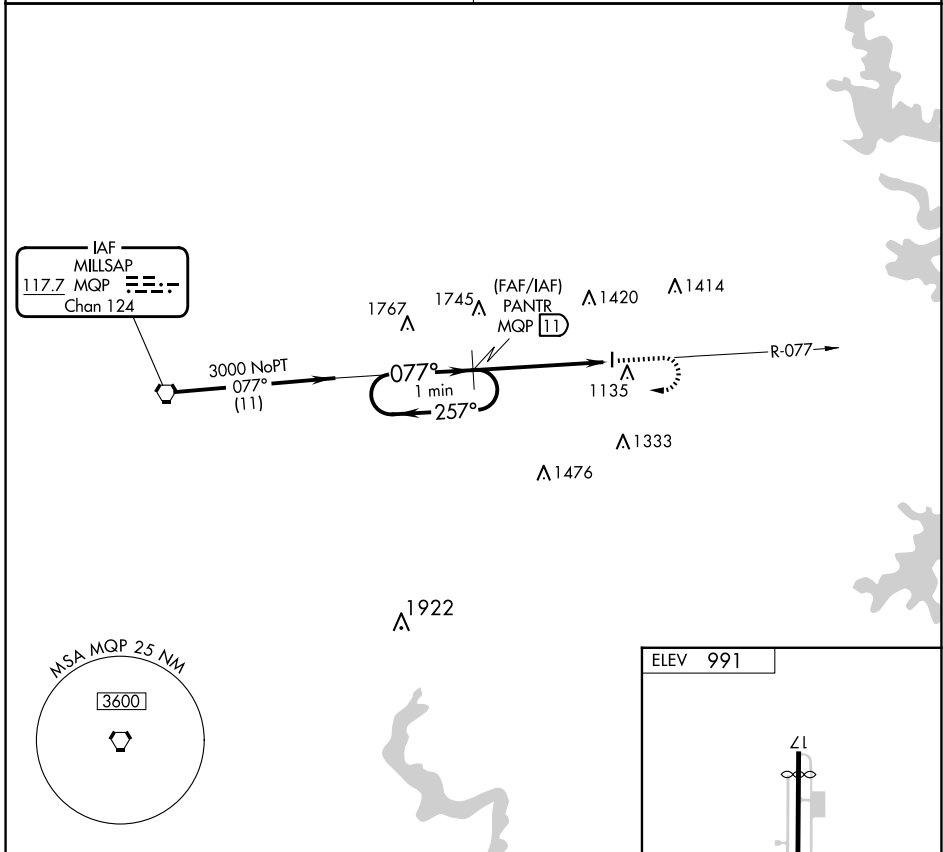 IAF
MILLSAP
117.7 MQP
Chan 124
3000 NoPT
077°
(11)
1767
1745
(FAF/IAF)
PANTR
MQP 11
1420
1414
077°
1 min
257°
R-077
1135
1333
1476
1922
MSA MQP 25 NM
3600
ELEV 991
17